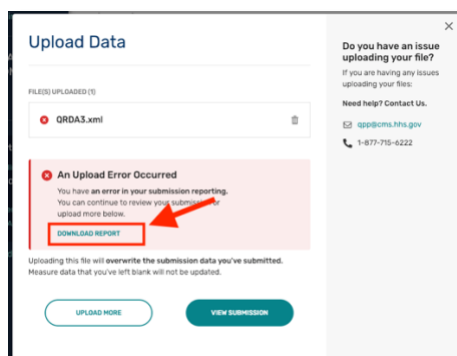 Upload Data
FILE(S) UPLOADED (1)
QRDA3.xml
An Upload Error Occurred
You have an error in your submission reporting.
You can continue to review your submission or
upload more below.
DOWNLOAD REPORT
Uploading this file will overwrite the submission data you've submitted.
Measure data that you've left blank will not be updated.
UPLOAD MORE
VIEW SUBMISSION
Do you have an issue
uploading your file?
If you are having any issues
uploading your files:
Need help? Contact Us.
qpp@cms.hhs.gov
1-877-715-6222